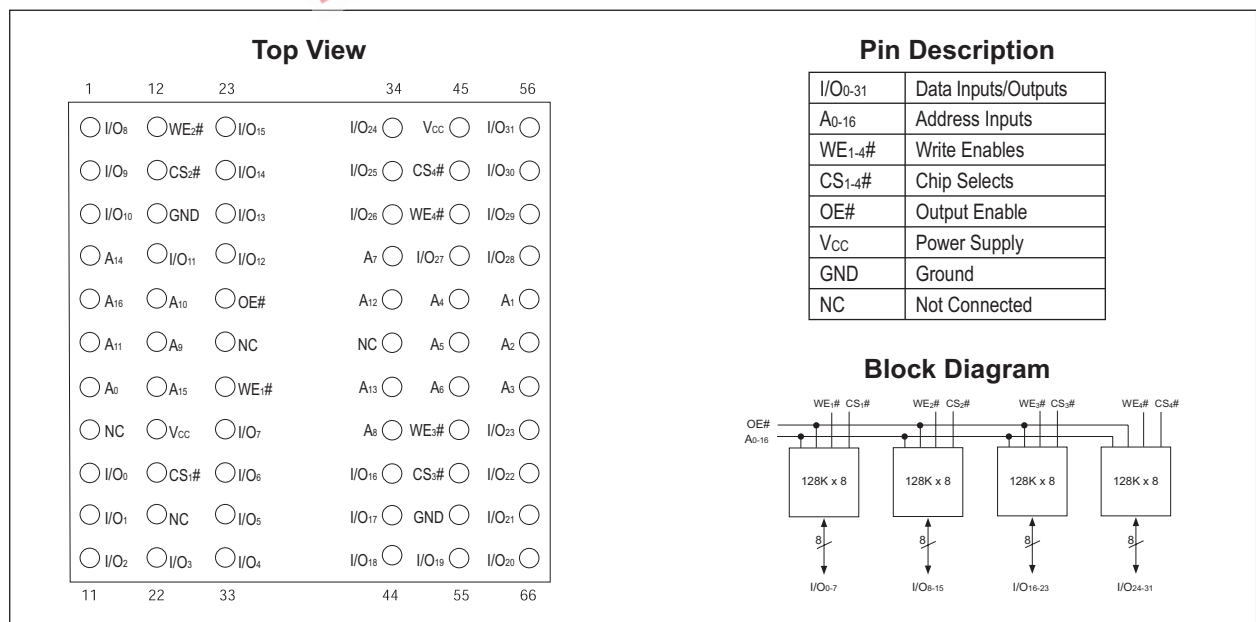 Top View
1 12 23 34 45 56
I/O8 WE2# I/O15 I/O24 VCC I/O31
I/O9 CS2# I/O14 I/O25 CS4# I/O30
I/O10 GND I/O13 I/O26 WE4# I/O29
A14 I/O11 I/O12 A7 I/O27 I/O28
A16 A10 OE# A12 A4 A1
A11 A9 NC NC A5 A2
A0 A15 WE1# A13 A6 A3
NC VCC I/O7 A8 WE3# I/O23
I/O0 CS1# I/O6 I/O16 CS3# I/O22
I/O1 NC I/O5 I/O17 GND I/O21
I/O2 I/O3 I/O4 I/O18 I/O19 I/O20
11 22 33 44 55 66
Pin Description
I/O0-31 Data Inputs/Outputs
A0-16 Address Inputs
WE1-4# Write Enables
CS1-4# Chip Selects
OE# Output Enable
VCC Power Supply
GND Ground
NC Not Connected
Block Diagram
WE1# CS1# WE2# CS2# WE3# CS3# WE4# CS4#
OE#
A0-16
128K x 8 128K x 8 128K x 8 128K x 8
8 8 8 8
I/O0-7 I/O8-15 I/O16-23 I/O24-31